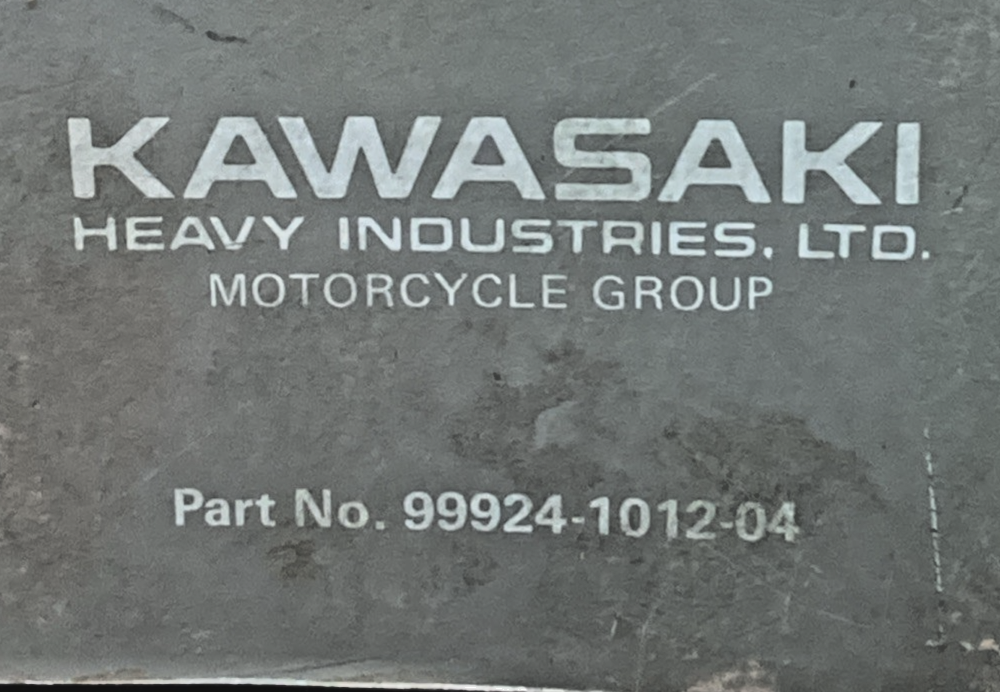 KAWASAKI
HEAVY INDUSTRIES, LTD.
MOTORCYCLE GROUP
Part No. 99924-1012-04